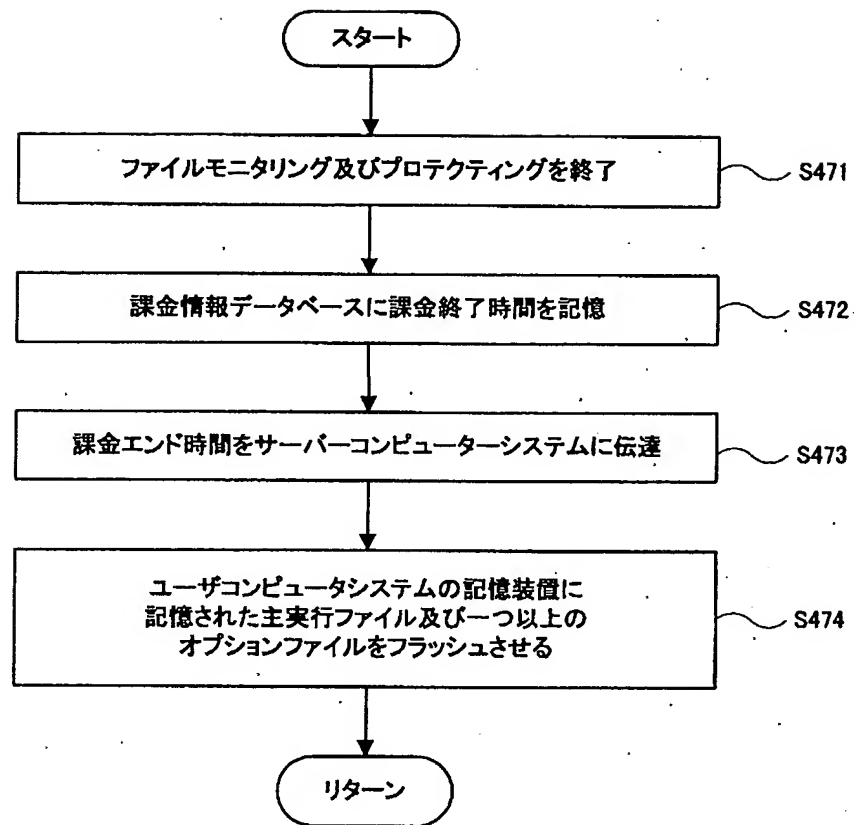 スタート
ファイルモニタリング及びプロテクティングを終了
S471
課金情報データベースに課金終了時間を記憶
S472
課金エンド時間をサーバーコンピューターシステムに伝達
S473
ユーザコンピュータシステムの記憶装置に
記憶された主実行ファイル及び一つ以上の
オプションファイルをフラッシュさせる
S474
リターン